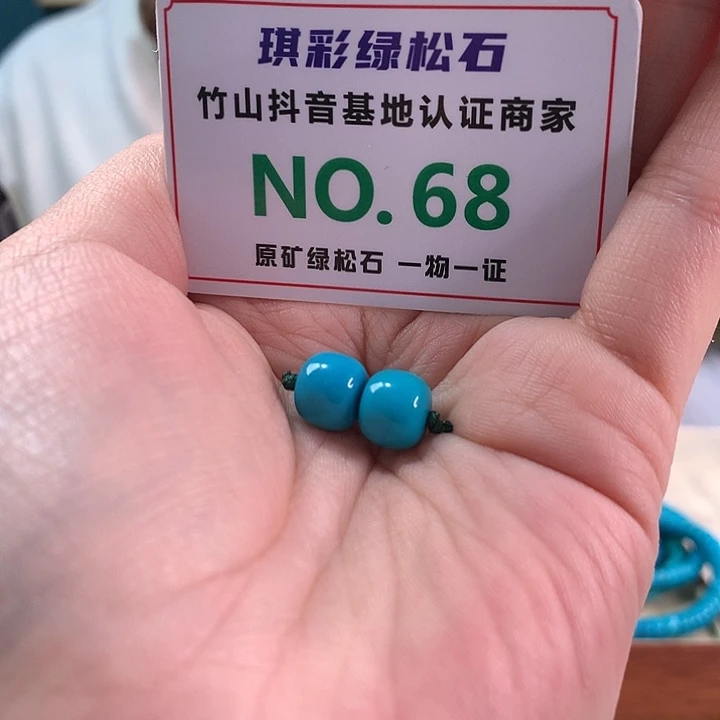 琪彩绿松石
竹山抖音基地认证商家
NO.68
原矿绿松石 一物一证